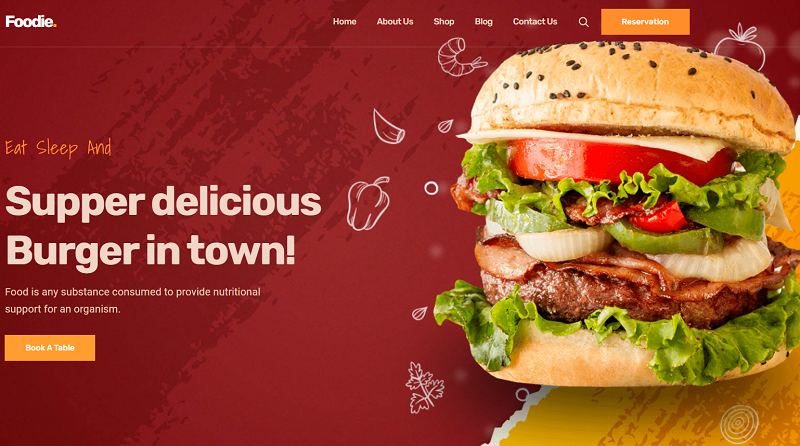 Foodie.
Home About Us Shop Blog Contact Us Reservation
Eat Sleep And
Supper delicious
Burger in town!
Food is any substance consumed to provide nutritional
support for an organism.
Book A Table